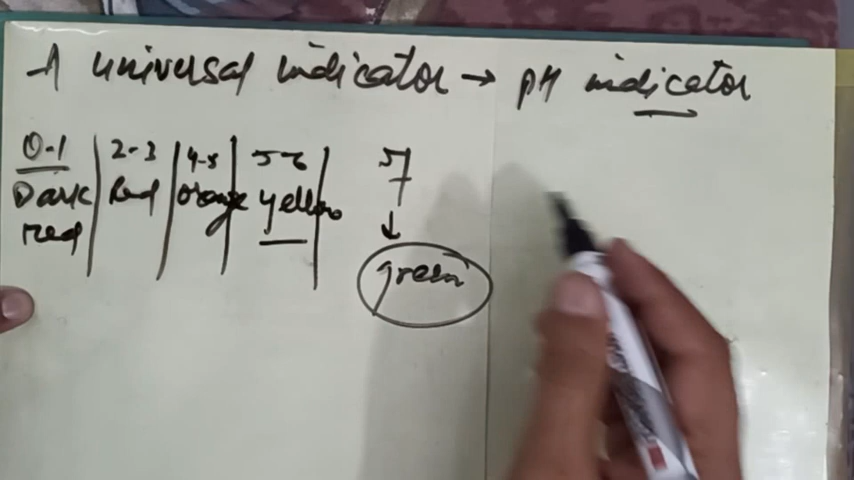 A universal indicator → pH indicator
0-1 | 2-3 | 4-5 | 5-6 | 7
Dark | Red | orange | yellow | ↓
red green